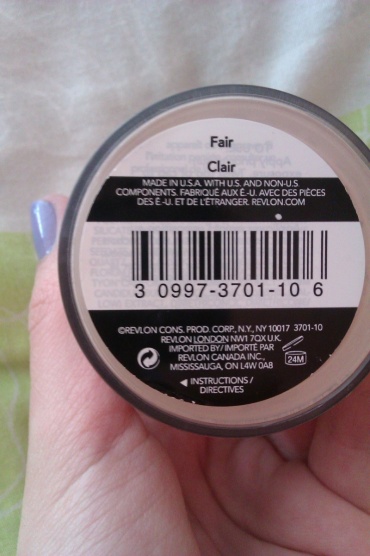 Fair
Clair
MADE IN U.S.A. WITH U.S. AND NON-U.S
COMPONENTS. FABRIQUÉ AUX É.-U. AVEC DES PIÈCES
DES É.-U. ET DE L'ÉTRANGER. REVLON.COM
3 0997-3701-10 6
©REVLON CONS. PROD. CORP., N.Y., NY 10017 3701-10
REVLON LONDON NW1 7QX U.K.
IMPORTED BY/IMPORTÉ PAR
REVLON CANADA INC.,
MISSISSAUGA, ON L4W 0A8
24M
◄ INSTRUCTIONS /
DIRECTIVES